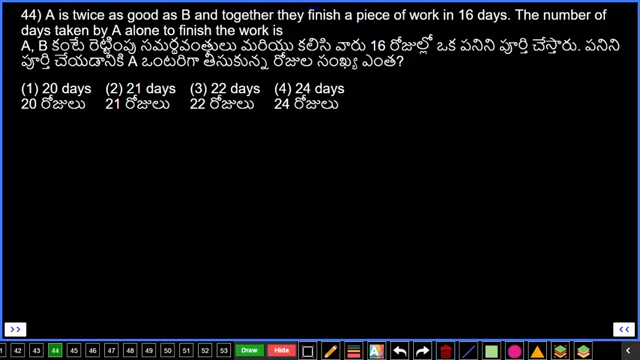 44) A is twice as good as B and together they finish a piece of work in 16 days. The number of
days taken by A alone to finish the work is
A, B కంటే రెట్టింపు సమర్థవంతులు మరియు కలిసి వారు 16 రోజుల్లో ఒక పనిని పూర్తి చేస్తారు. పనిని
పూర్తి చేయడానికి A ఒంటరిగా తీసుకున్న రోజుల సంఖ్య ఎంత?
(1) 20 days (2) 21 days (3) 22 days (4) 24 days
20 రోజులు 21 రోజులు 22 రోజులు 24 రోజులు
>> <<
1 42 43 44 45 46 47 48 49 50 51 52 53 Draw Hide A <